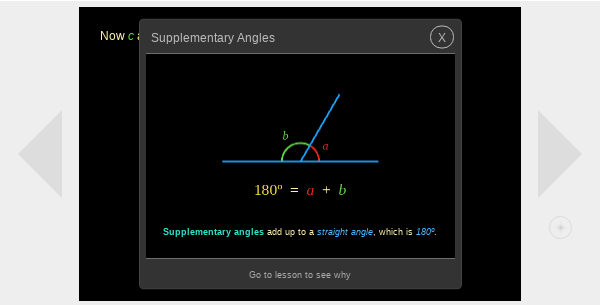 Now c
Supplementary Angles
X
b
a
180º = a + b
Supplementary angles add up to a straight angle, which is 180º.
Go to lesson to see why